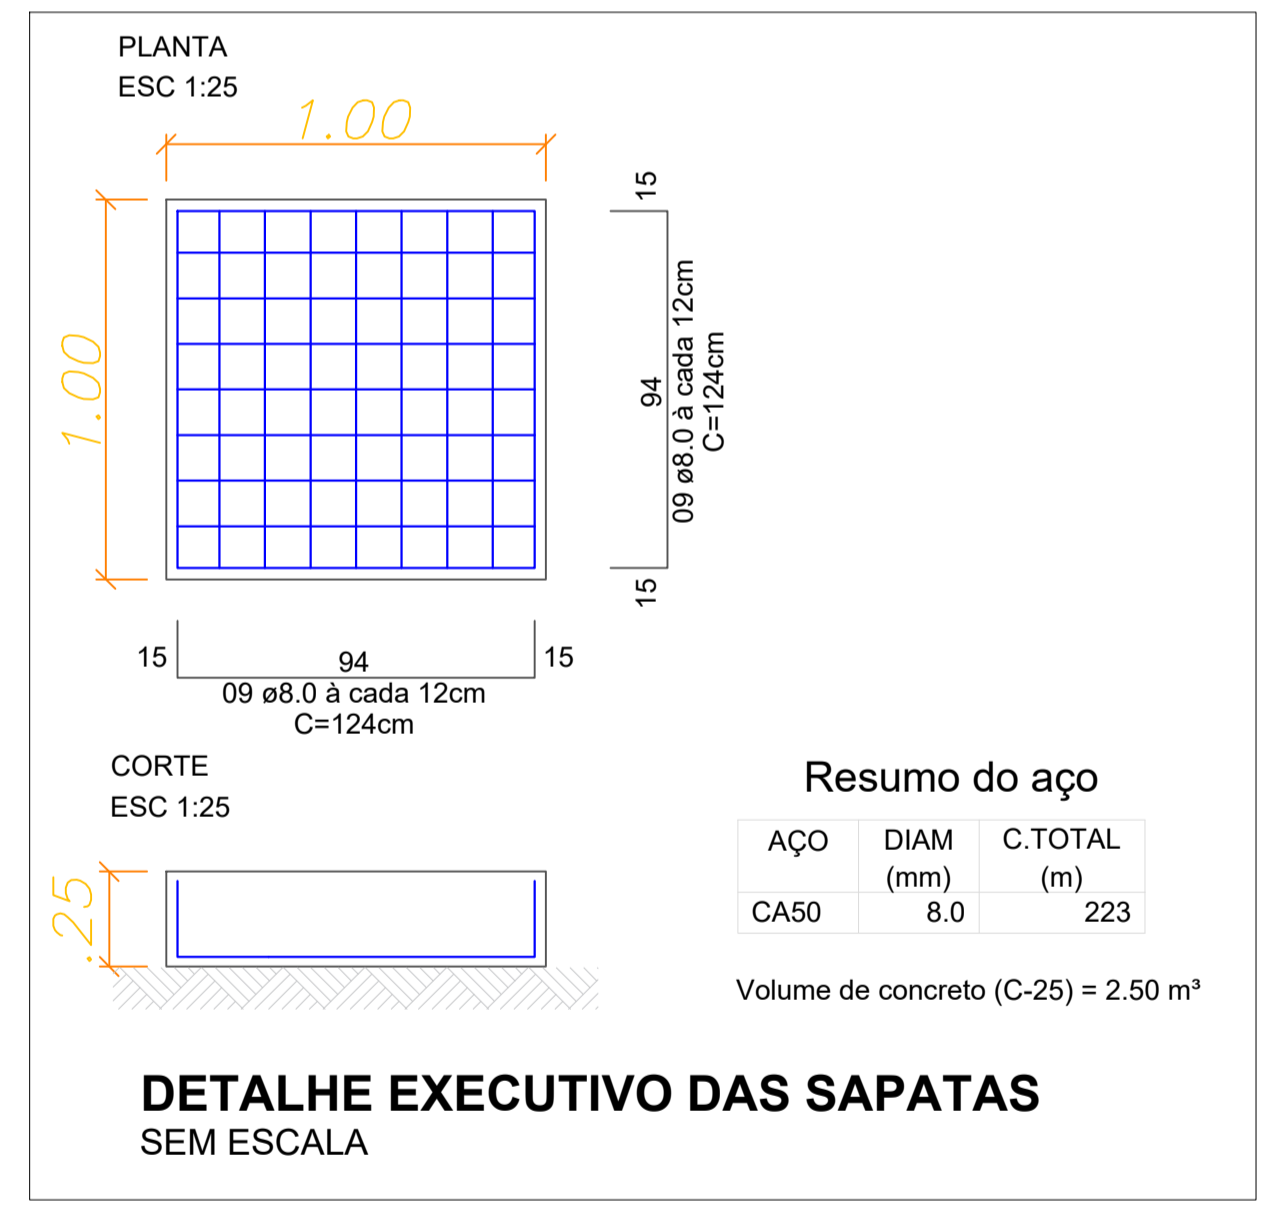 PLANTA
ESC 1:25
1.00
1.00
15
94
09 ø8.0 à cada 12cm
C=124cm
15
15
94
15
09 ø8.0 à cada 12cm
C=124cm
CORTE
ESC 1:25
.25
Resumo do aço
AÇO DIAM C.TOTAL
(mm) (m)
CA50 8.0 223
Volume de concreto (C-25) = 2.50 m³
DETALHE EXECUTIVO DAS SAPATAS
SEM ESCALA